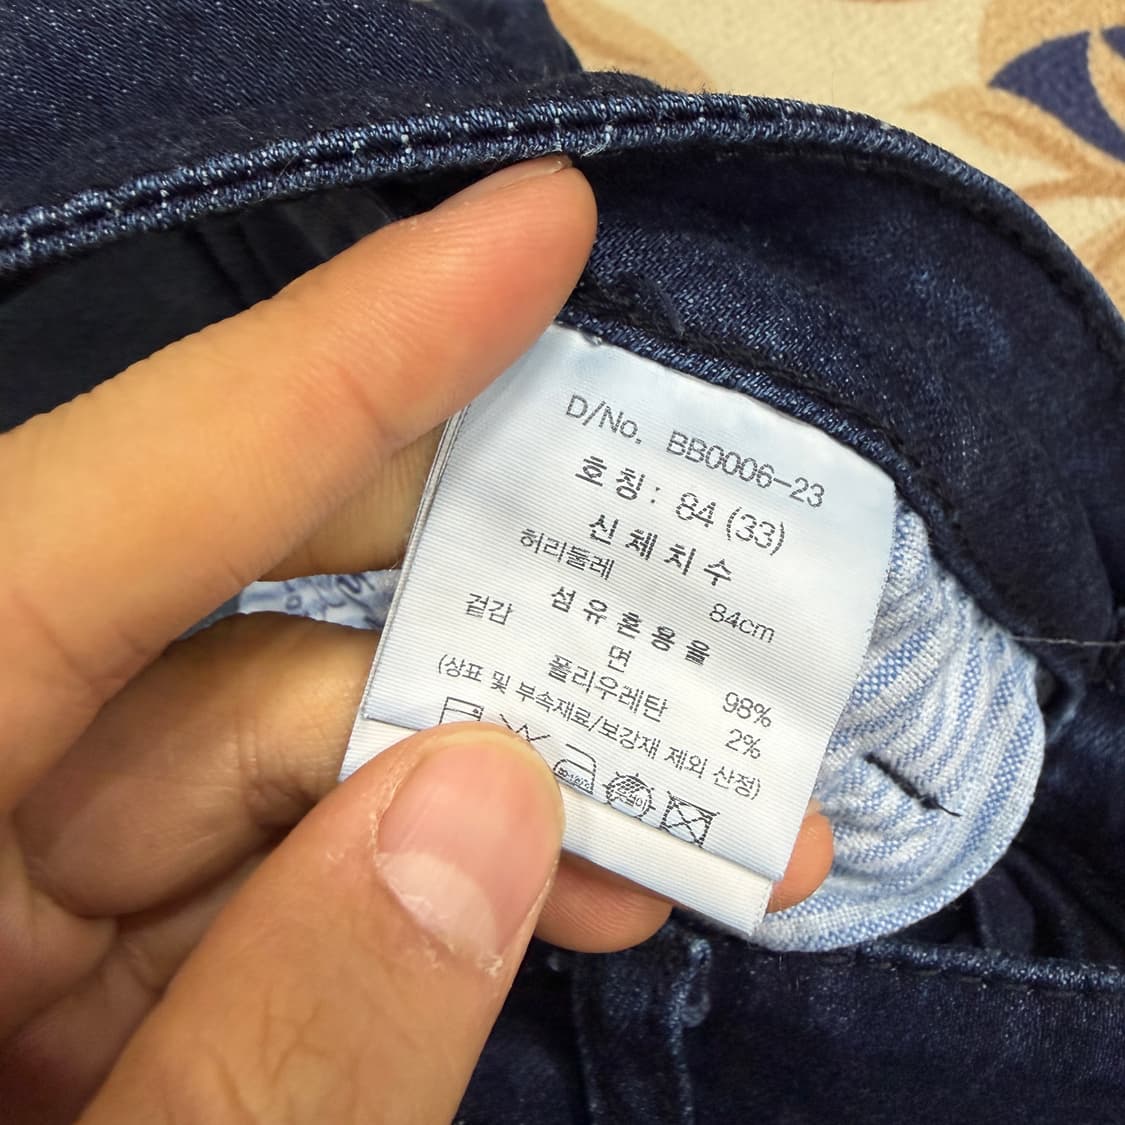 D/No. BB0006-23
호칭: 84 (33)
신체치수
허리둘레 84cm
섬유혼용율
겉감 면 98%
폴리우레탄 2%
(상표 및 부속재료/보강재 제외 산정)